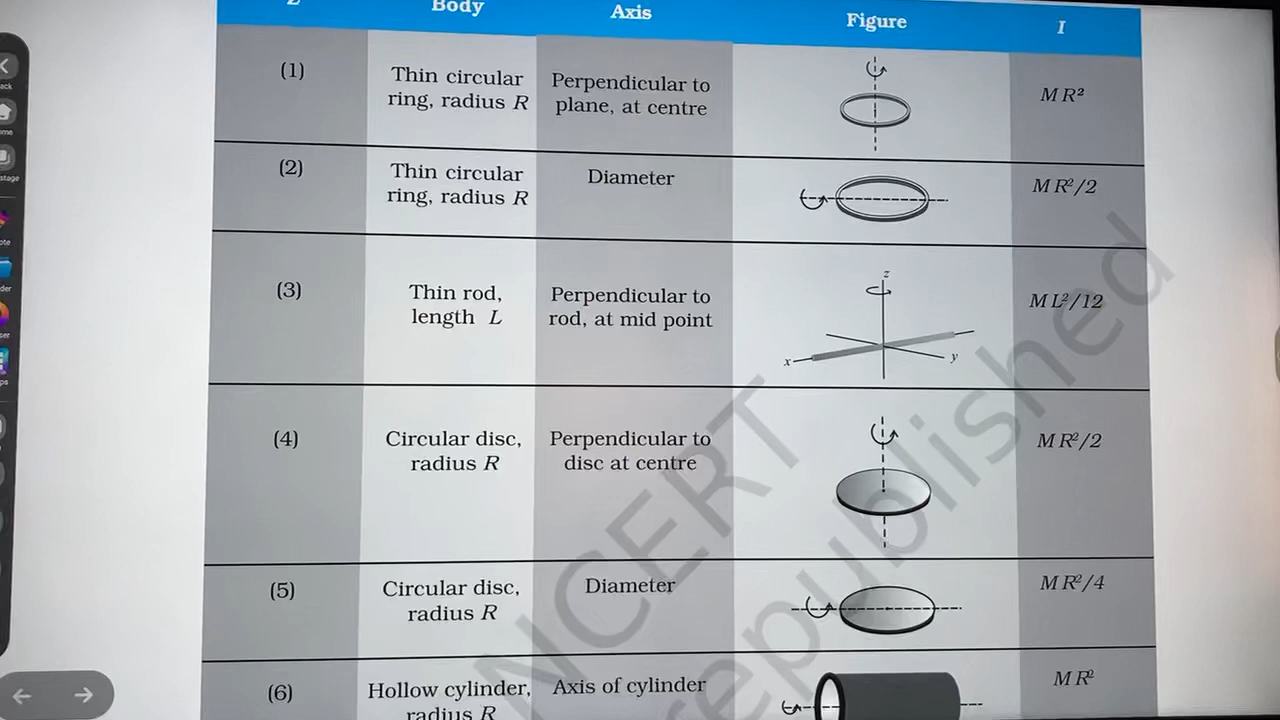 Z
Body
Axis
Figure
I
(1)
Thin circular
ring, radius R
Perpendicular to
plane, at centre
M R²
(2)
Thin circular
ring, radius R
Diameter
M R²/2
(3)
Thin rod,
length L
Perpendicular to
rod, at mid point
z
x
y
M L²/12
(4)
Circular disc,
radius R
Perpendicular to
disc at centre
M R²/2
(5)
Circular disc,
radius R
Diameter
M R²/4
(6)
Hollow cylinder,
radius R
Axis of cylinder
M R²
NCERT
republished